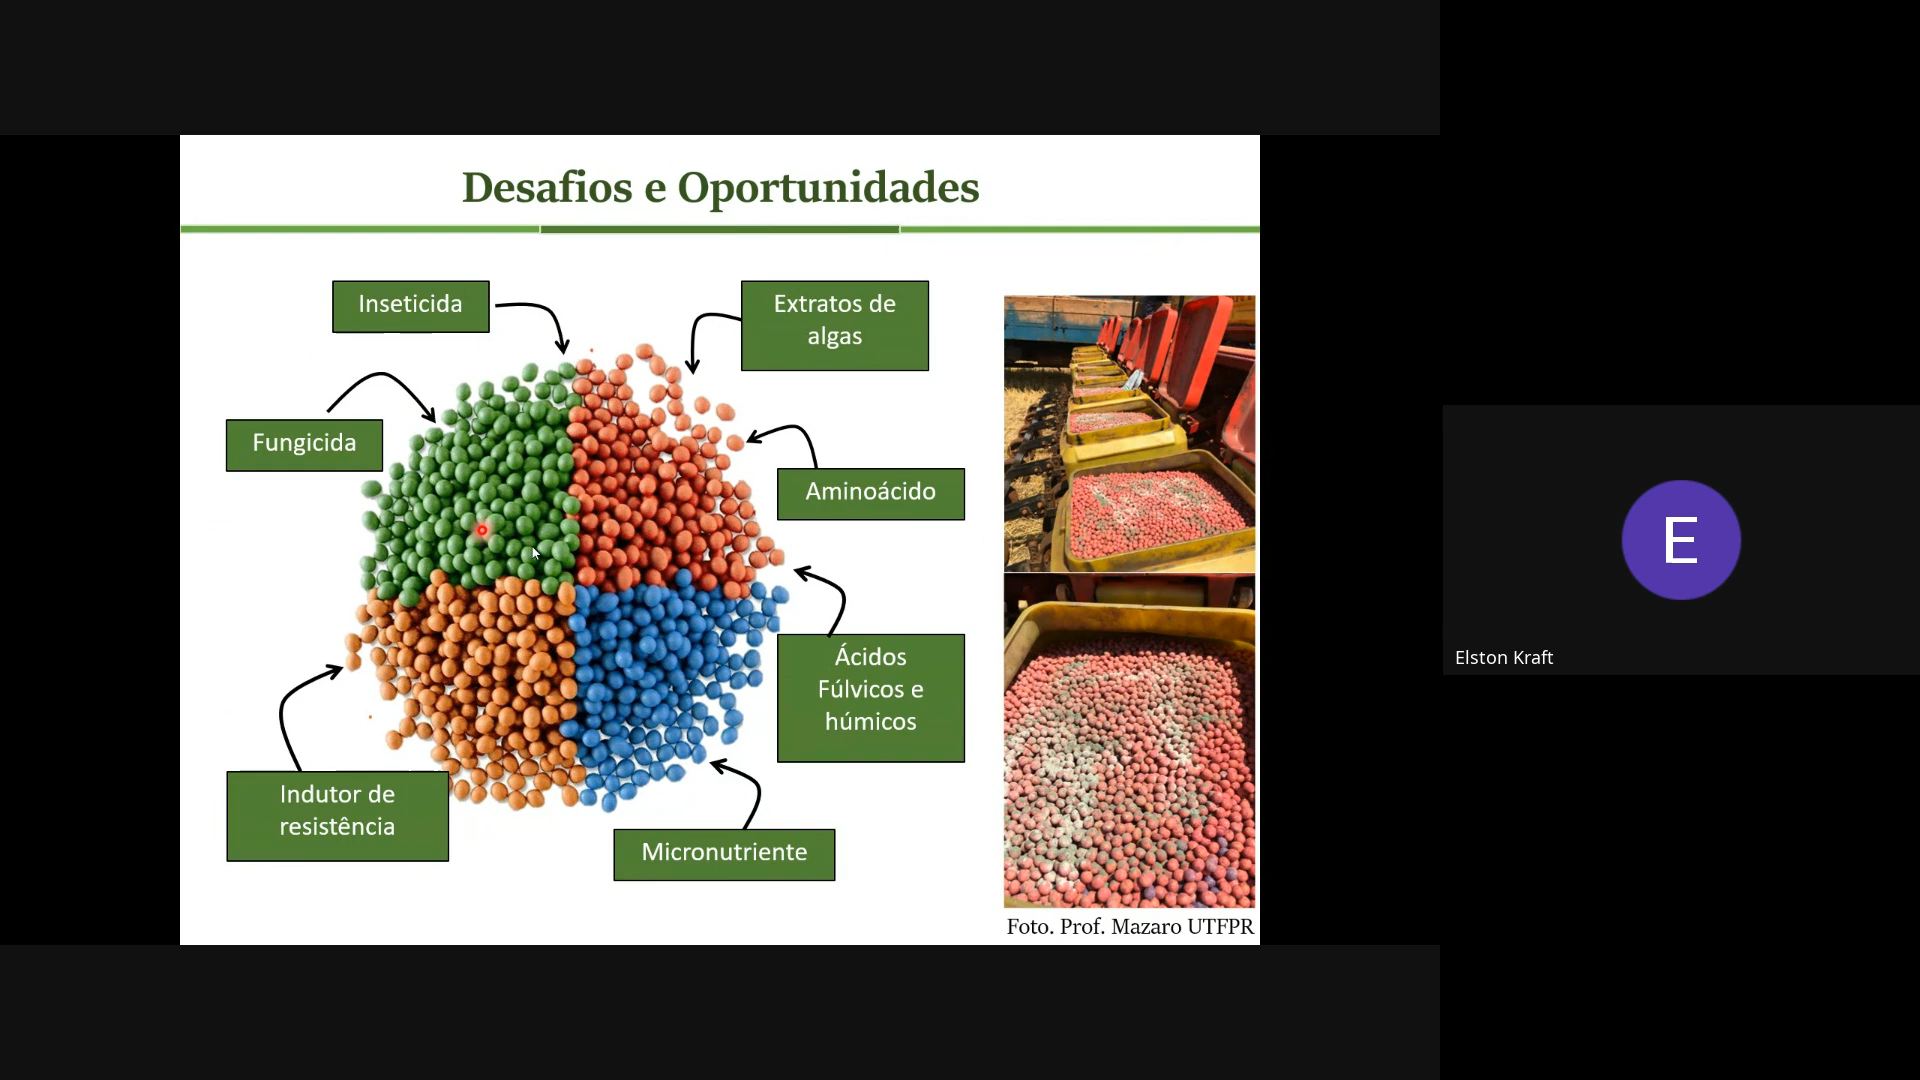 Desafios e Oportunidades
Inseticida
Extratos de
algas
Fungicida
Aminoácido
Ácidos
Fúlvicos e
húmicos
Indutor de
resistência
Micronutriente
Foto. Prof. Mazaro UTFPR
E
Elston Kraft